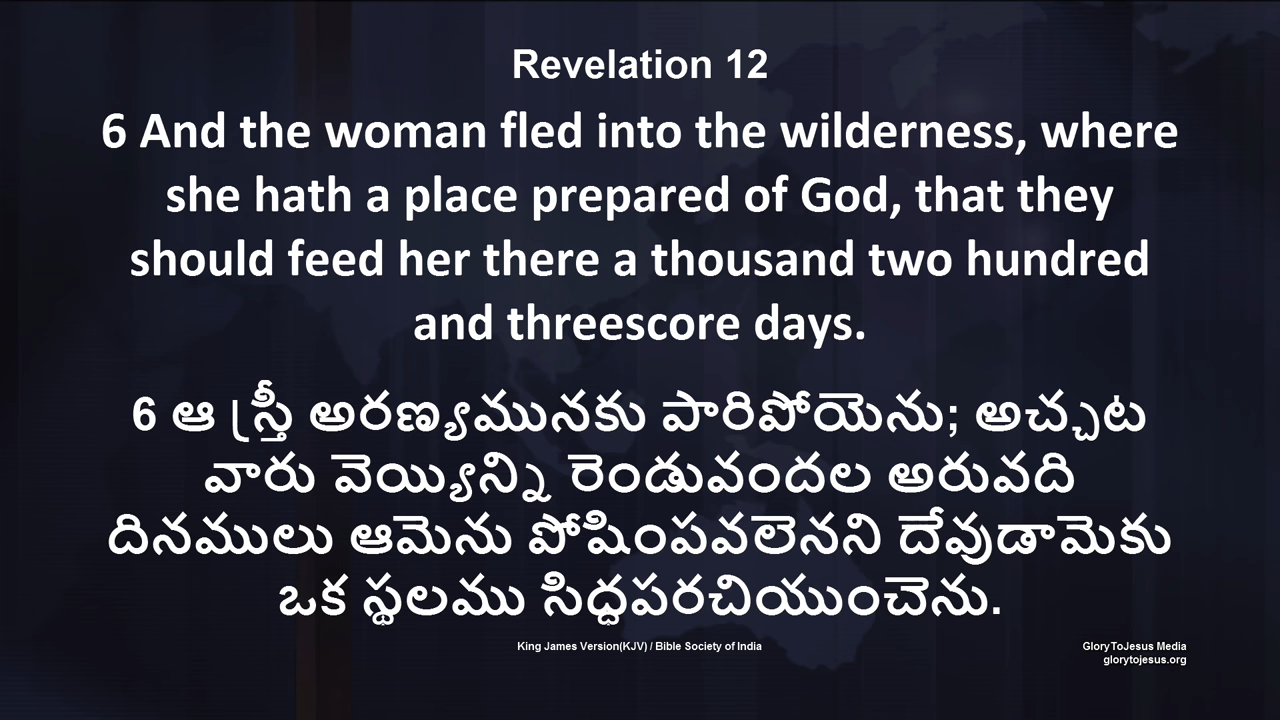 Revelation 12
6 And the woman fled into the wilderness, where
she hath a place prepared of God, that they
should feed her there a thousand two hundred
and threescore days.
6 ఆ స్త్రీ అరణ్యమునకు పారిపోయెను; అచ్చట
వారు వెయ్యిన్ని రెండువందల అరువది
దినములు ఆమెను పోషింపవలెనని దేవుడామెకు
ఒక స్థలము సిద్ధపరచియుంచెను.
King James Version(KJV) / Bible Society of India
GloryToJesus Media
glorytojesus.org